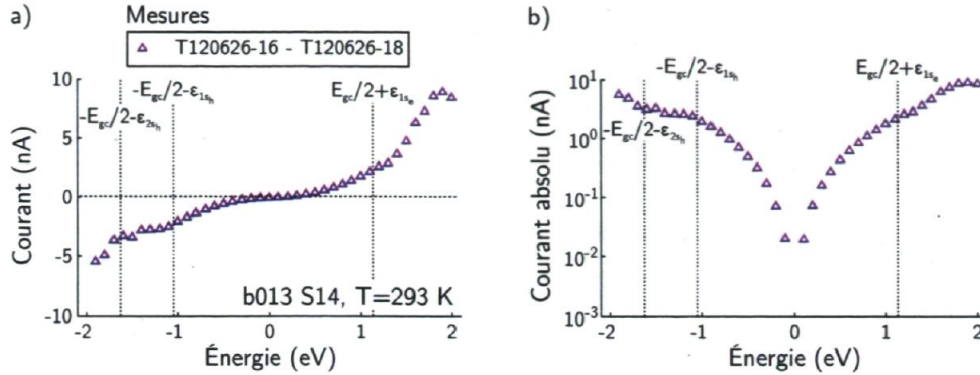 a)
Mesures
T120626-16 - T120626-18
Courant (nA)
10
5
0
-5
-10
-E_gc/2-ε_1s_h
-E_gc/2-ε_2s_h
E_gc/2+ε_1s_e
b013 S14, T=293 K
-2
-1
0
1
2
Énergie (eV)
b)
Courant absolu (nA)
10^1
10^0
10^-1
10^-2
10^-3
-E_gc/2-ε_1s_h
-E_gc/2-ε_2s_h
E_gc/2+ε_1s_e
-2
-1
0
1
2
Énergie (eV)